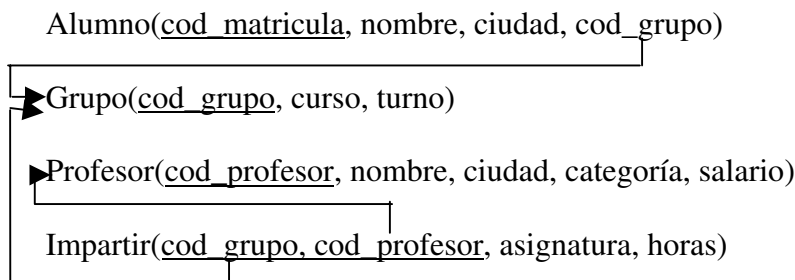 Alumno(cod_matricula, nombre, ciudad, cod_grupo)
Grupo(cod_grupo, curso, turno)
Profesor(cod_profesor, nombre, ciudad, categoría, salario)
Impartir(cod_grupo, cod_profesor, asignatura, horas)